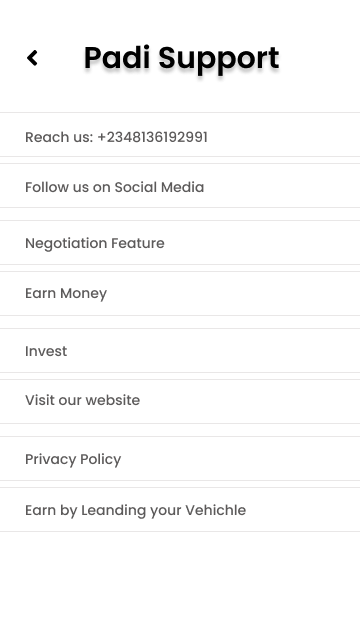 Padi Support
Reach us: +2348136192991
Follow us on Social Media
Negotiation Feature
Earn Money
Invest
Visit our website
Privacy Policy
Earn by Leanding your Vehichle